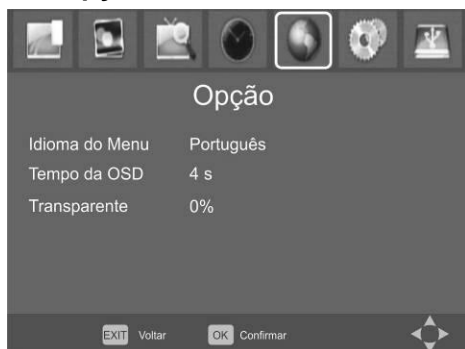 Opção
Idioma do Menu Português
Tempo da OSD 4 s
Transparente 0%
EXIT Voltar OK Confirmar